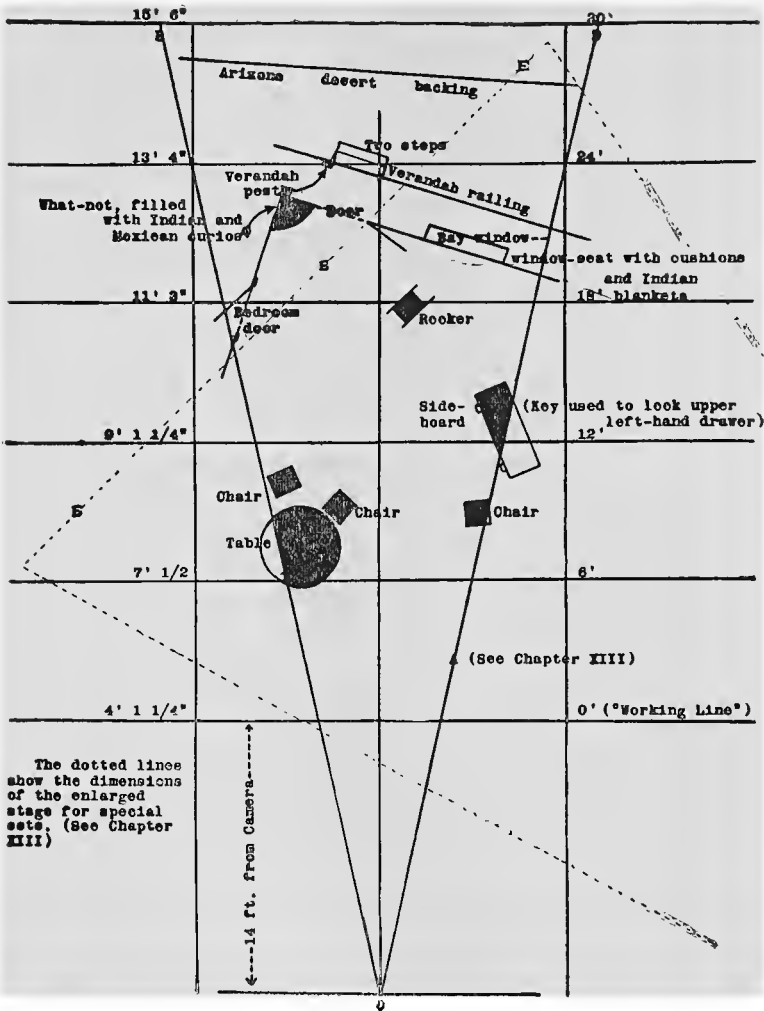 15' 6"
30'
B
B
E
Arizona desert backing
Two steps
13' 4"
24'
Verandah
post
Verandah railing
What-not, filled
with Indian and
Mexican curios
Door
Bay window
E
window-seat with cushions
and Indian
blankets
11' 3"
18'
Bedroom
door
Rocker
Side-
board
(Key used to lock upper
left-hand drawer)
9' 1 1/4"
12'
Chair
E
Chair
Chair
Table
7' 1/2
6'
A (See Chapter XIII)
4' 1 1/4"
0' ("Working Line")
The dotted lines
show the dimensions
of the enlarged
stage for special
sets. (See Chapter
XIII)
14 ft. from Camera